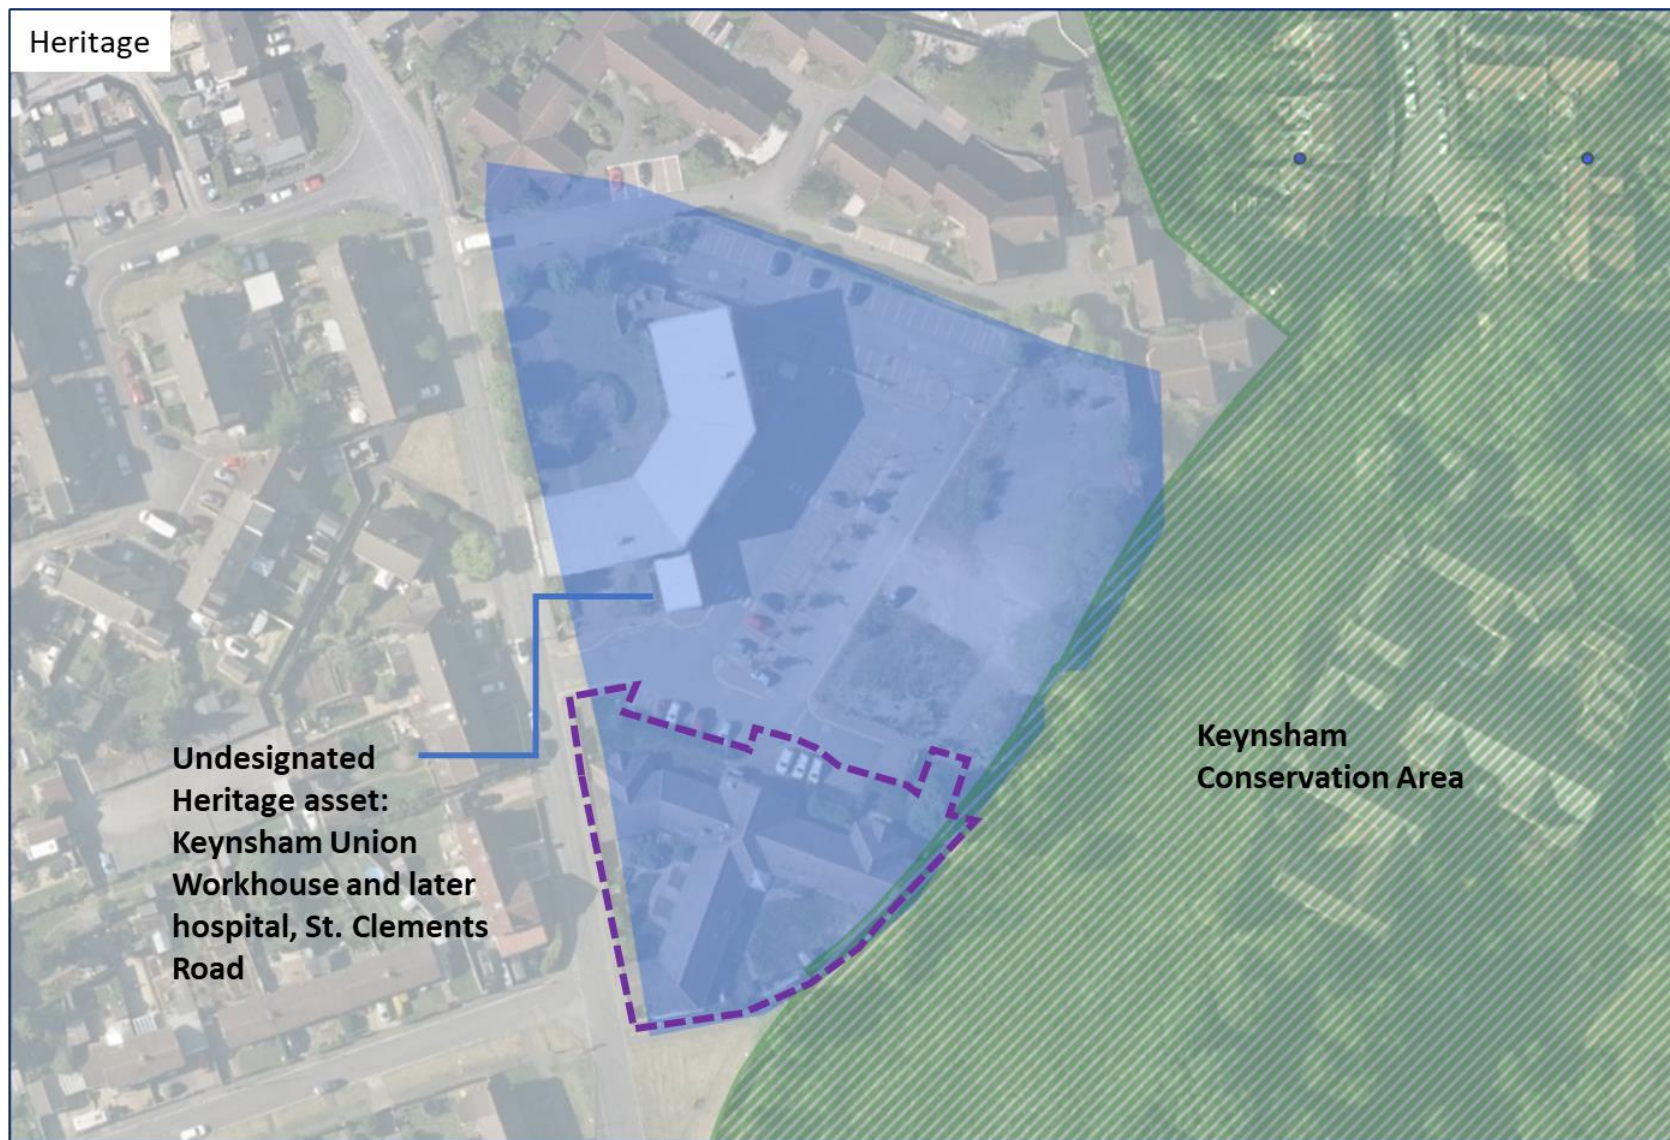 Heritage
Undesignated
Heritage asset:
Keynsham Union
Workhouse and later
hospital, St. Clements
Road
Keynsham
Conservation Area